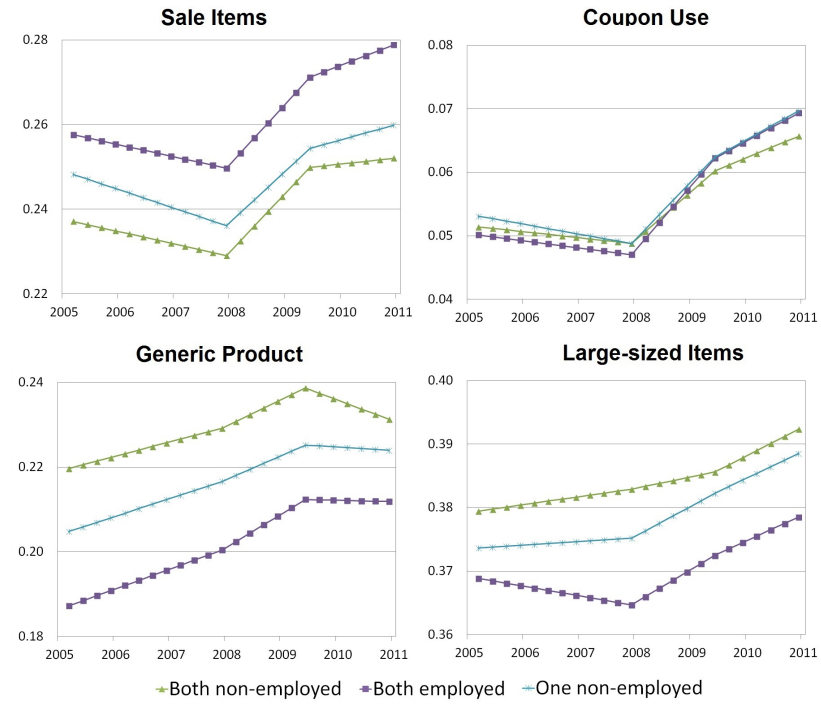 Sale Items
0.28
0.26
0.24
0.22
2005 2006 2007 2008 2009 2010 2011
Coupon Use
0.08
0.07
0.06
0.05
0.04
2005 2006 2007 2008 2009 2010 2011
Generic Product
0.24
0.22
0.20
0.18
2005 2006 2007 2008 2009 2010 2011
Large-sized Items
0.40
0.39
0.38
0.37
0.36
2005 2006 2007 2008 2009 2010 2011
Both non-employed Both employed One non-employed